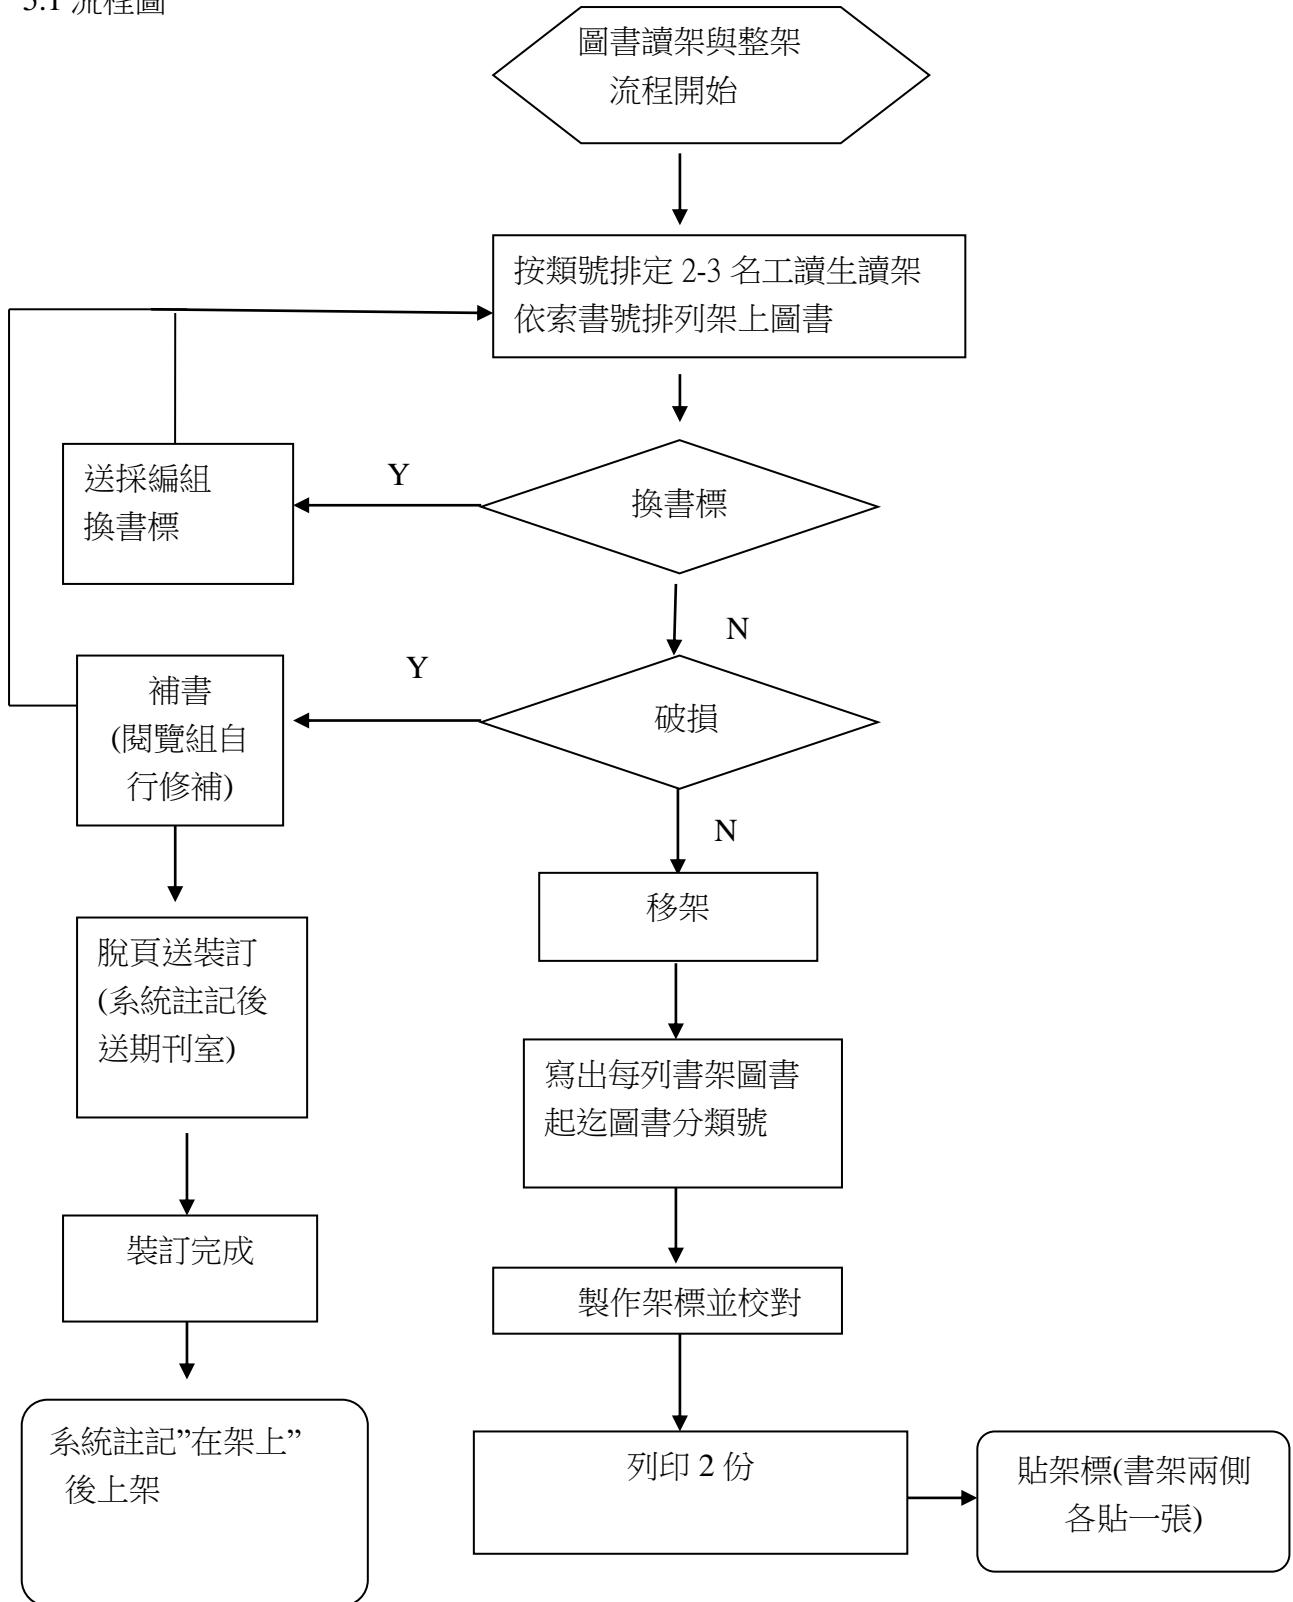 5.1 流程圖
圖書讀架與整架
流程開始
按類號排定 2-3 名工讀生讀架
依索書號排列架上圖書
送採編組
換書標
Y
換書標
N
補書
(閱覽組自
行修補)
Y
破損
N
移架
脫頁送裝訂
(系統註記後
送期刊室)
寫出每列書架圖書
起迄圖書分類號
裝訂完成
製作架標並校對
系統註記”在架上”
後上架
列印 2 份
貼架標(書架兩側
各貼一張)